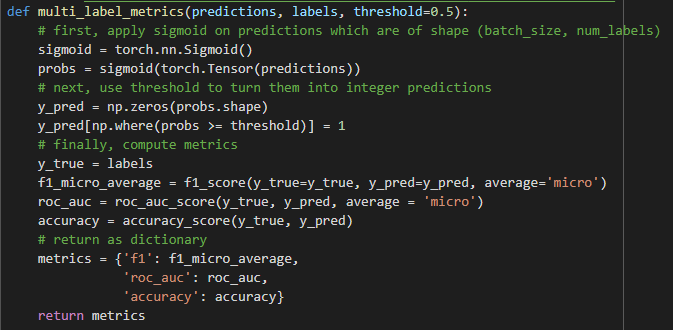 def multi_label_metrics(predictions, labels, threshold=0.5):
    # first, apply sigmoid on predictions which are of shape (batch_size, num_labels)
    sigmoid = torch.nn.Sigmoid()
    probs = sigmoid(torch.Tensor(predictions))
    # next, use threshold to turn them into integer predictions
    y_pred = np.zeros(probs.shape)
    y_pred[np.where(probs >= threshold)] = 1
    # finally, compute metrics
    y_true = labels
    f1_micro_average = f1_score(y_true=y_true, y_pred=y_pred, average='micro')
    roc_auc = roc_auc_score(y_true, y_pred, average = 'micro')
    accuracy = accuracy_score(y_true, y_pred)
    # return as dictionary
    metrics = {'f1': f1_micro_average,
               'roc_auc': roc_auc,
               'accuracy': accuracy}
    return metrics